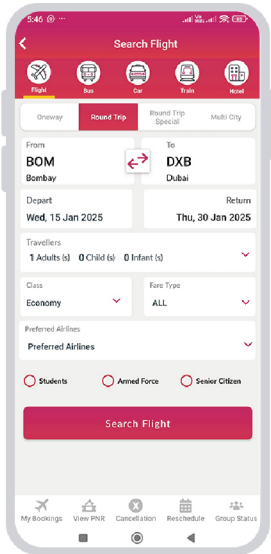 5:46
Search Flight
Flight Bus Car Train Hotel
Oneway Round Trip Round Trip Special Multi City
From To
BOM DXB
Bombay Dubai
Depart Return
Wed, 15 Jan 2025 Thu, 30 Jan 2025
Travellers
1 Adults (s) 0 Child (s) 0 Infant (s)
Class Fare Type
Economy ALL
Preferred Airlines
Preferred Airlines
Students Armed Force Senior Citizen
Search Flight
My Bookings View PNR Cancellation Reschedule Group Status